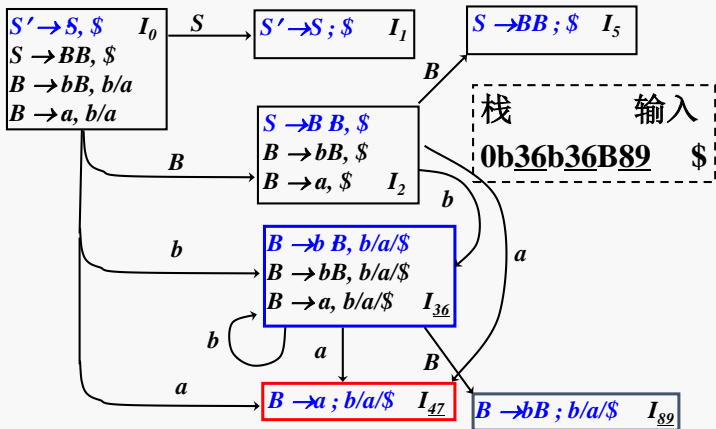 S′ → S, $ I0
S → BB, $
B → bB, b/a
B → a, b/a
S
S′ → S ; $ I1
S → BB ; $ I5
B
栈 输入
0b36b36B89 $
S → B B, $
B → bB, $
B → a, $ I2
B
b
a
B → b B, b/a/$
B → bB, b/a/$
B → a, b/a/$ I36
b
b
a
B
a
B → a ; b/a/$ I47
B → bB ; b/a/$ I89